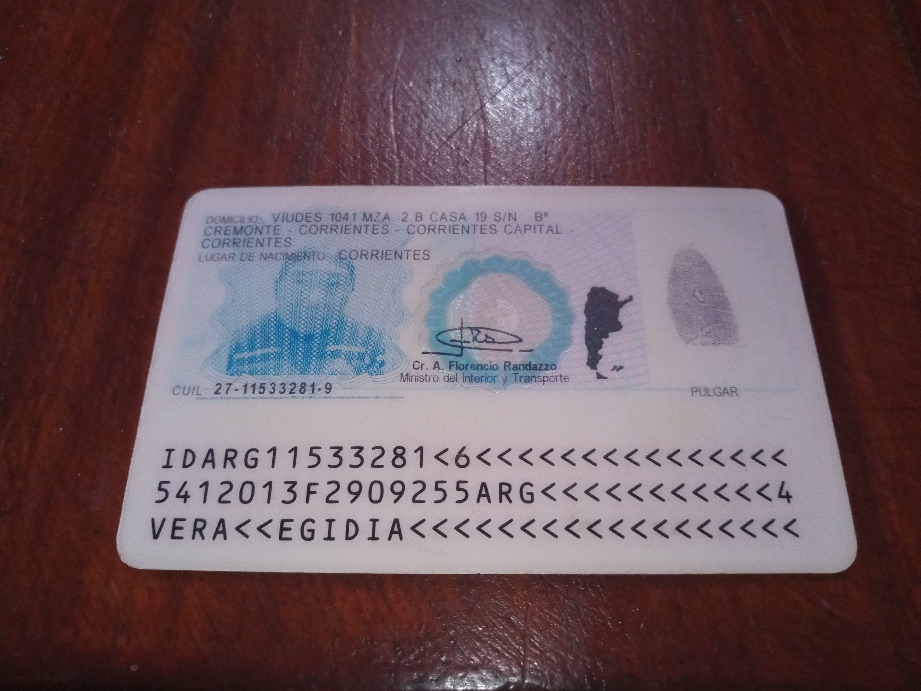 DOMICILIO: VIUDES 1041 MZA 2 B CASA 19 S/N Bº
CREMONTE - CORRIENTES - CORRIENTES CAPITAL -
CORRIENTES
LUGAR DE NACIMIENTO: CORRIENTES
Cr. A. Florencio Randazzo
Ministro del Interior y Transporte
CUIL 27-11533281-9
PULGAR
IDARG11533281<6<<<<<<<<<<<<<<<
5412013F2909255ARG<<<<<<<<<<<4
VERA<<EGIDIA<<<<<<<<<<<<<<<<<<